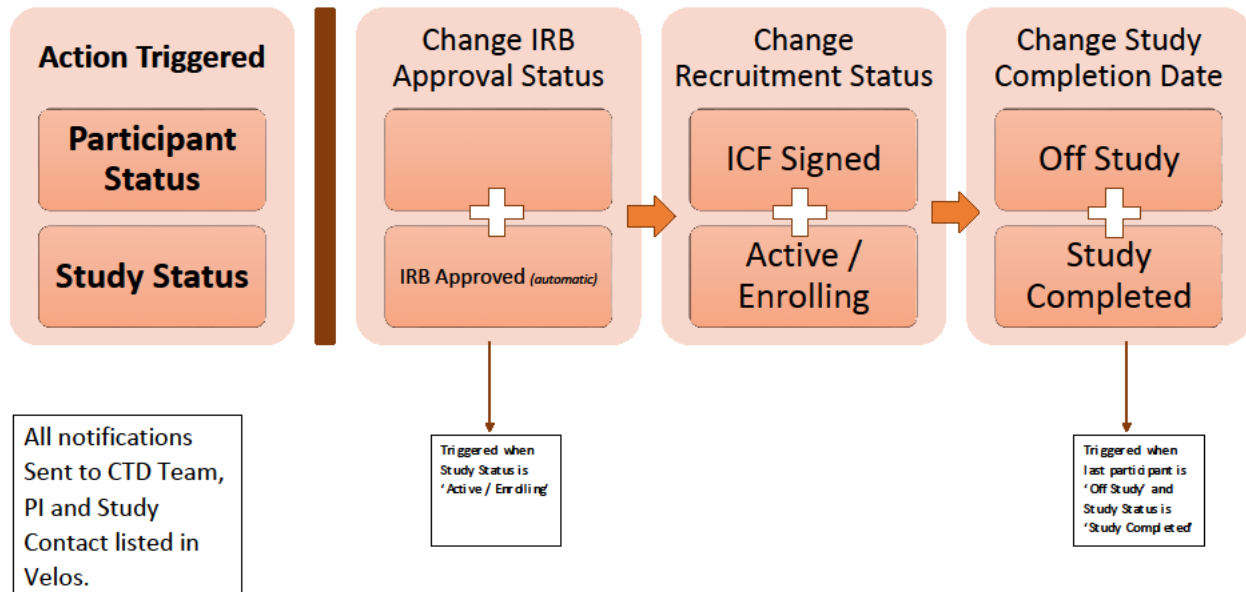 Action Triggered
Participant
Status
Study Status
Change IRB
Approval Status
IRB Approved (automatic)
Change
Recruitment Status
ICF Signed
Active /
Enrolling
Change Study
Completion Date
Off Study
Study
Completed
All notifications
Sent to CTD Team,
PI and Study
Contact listed in
Velos.
Triggered when
Study Status is
‘Active / Enrolling’
Triggered when
last participant is
‘Off Study’ and
Study Status is
‘Study Completed’